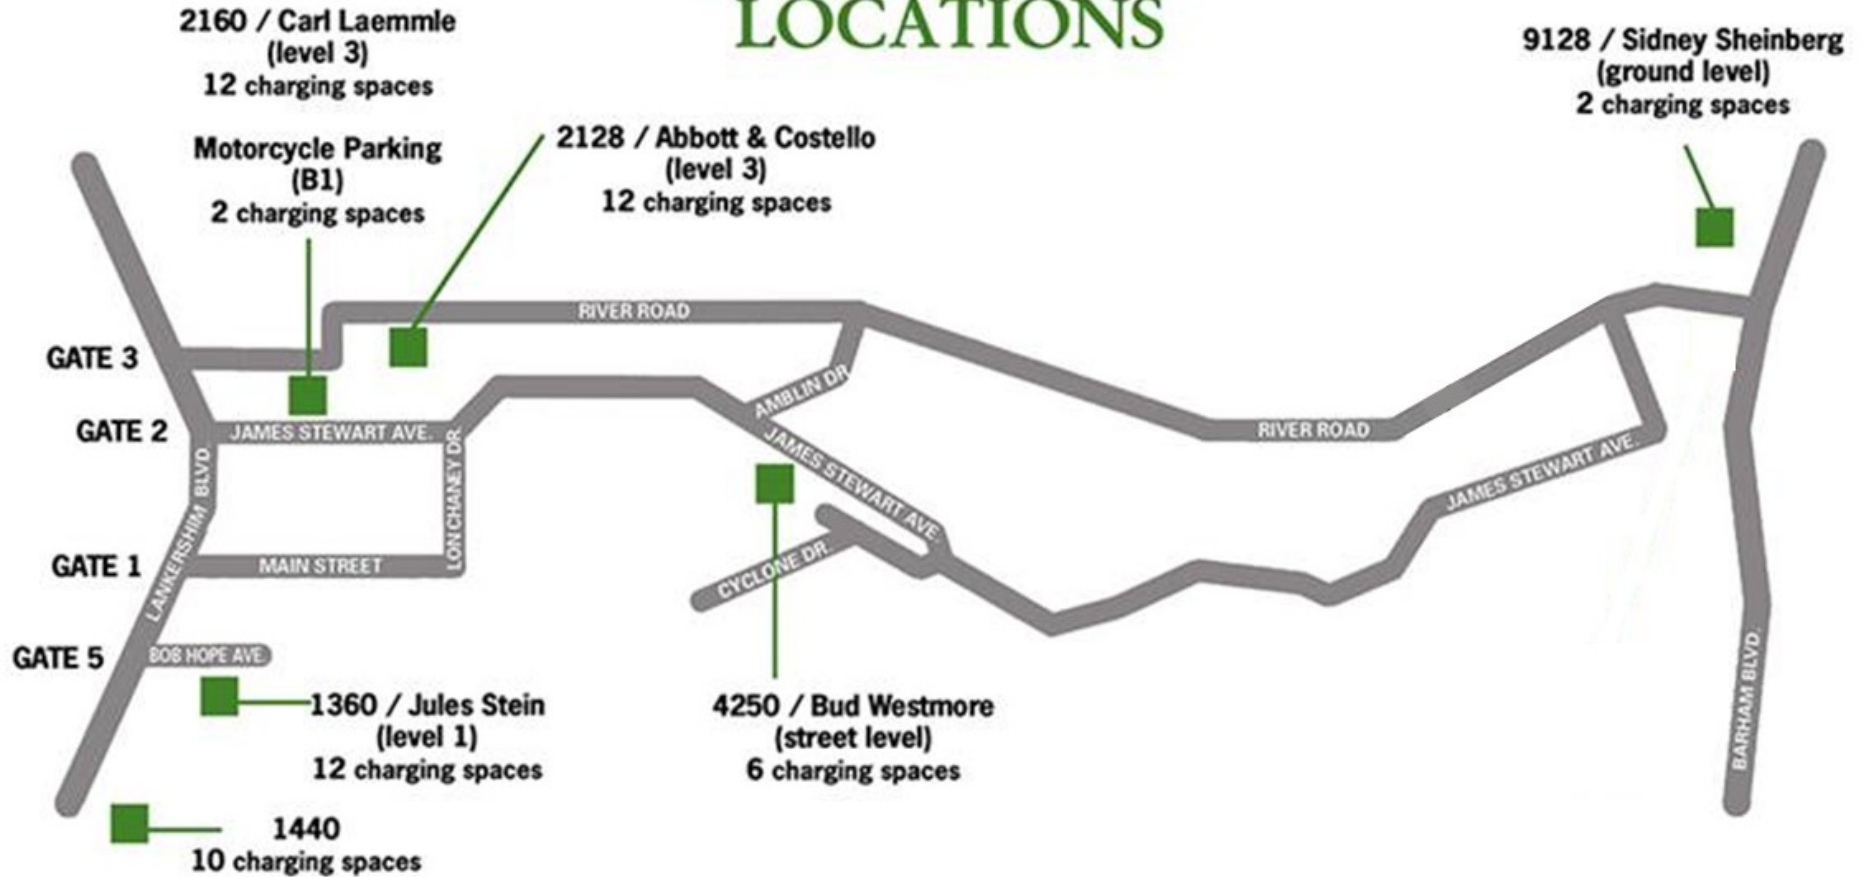 LOCATIONS
2160 / Carl Laemmle
(level 3)
12 charging spaces
Motorcycle Parking
(B1)
2 charging spaces
2128 / Abbott & Costello
(level 3)
12 charging spaces
9128 / Sidney Sheinberg
(ground level)
2 charging spaces
RIVER ROAD
GATE 3
AMBLIN DR
GATE 2
JAMES STEWART AVE.
LON CHANEY DR.
LANKERSHIM BLVD.
JAMES STEWART AVE.
RIVER ROAD
JAMES STEWART AVE.
GATE 1
MAIN STREET
CYCLONE DR.
GATE 5
BOB HOPE AVE.
1360 / Jules Stein
(level 1)
12 charging spaces
4250 / Bud Westmore
(street level)
6 charging spaces
BARHAM BLVD.
1440
10 charging spaces